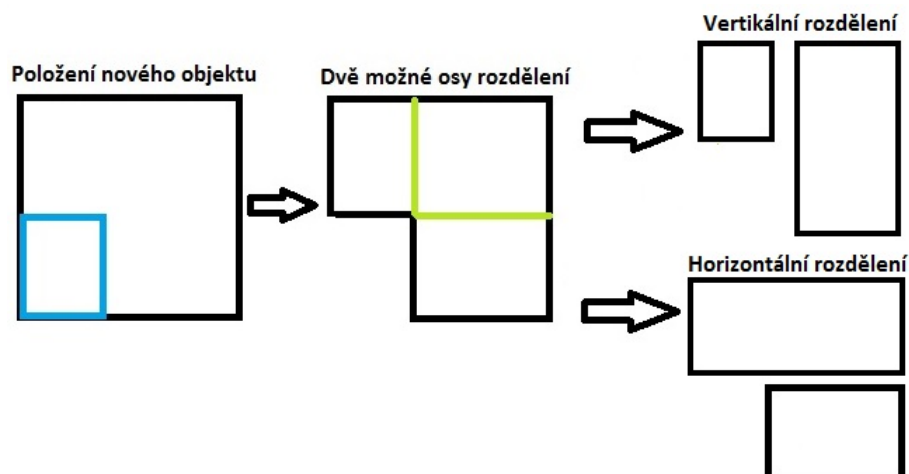 Položení nového objektu
Dvě možné osy rozdělení
Vertikální rozdělení
Horizontální rozdělení